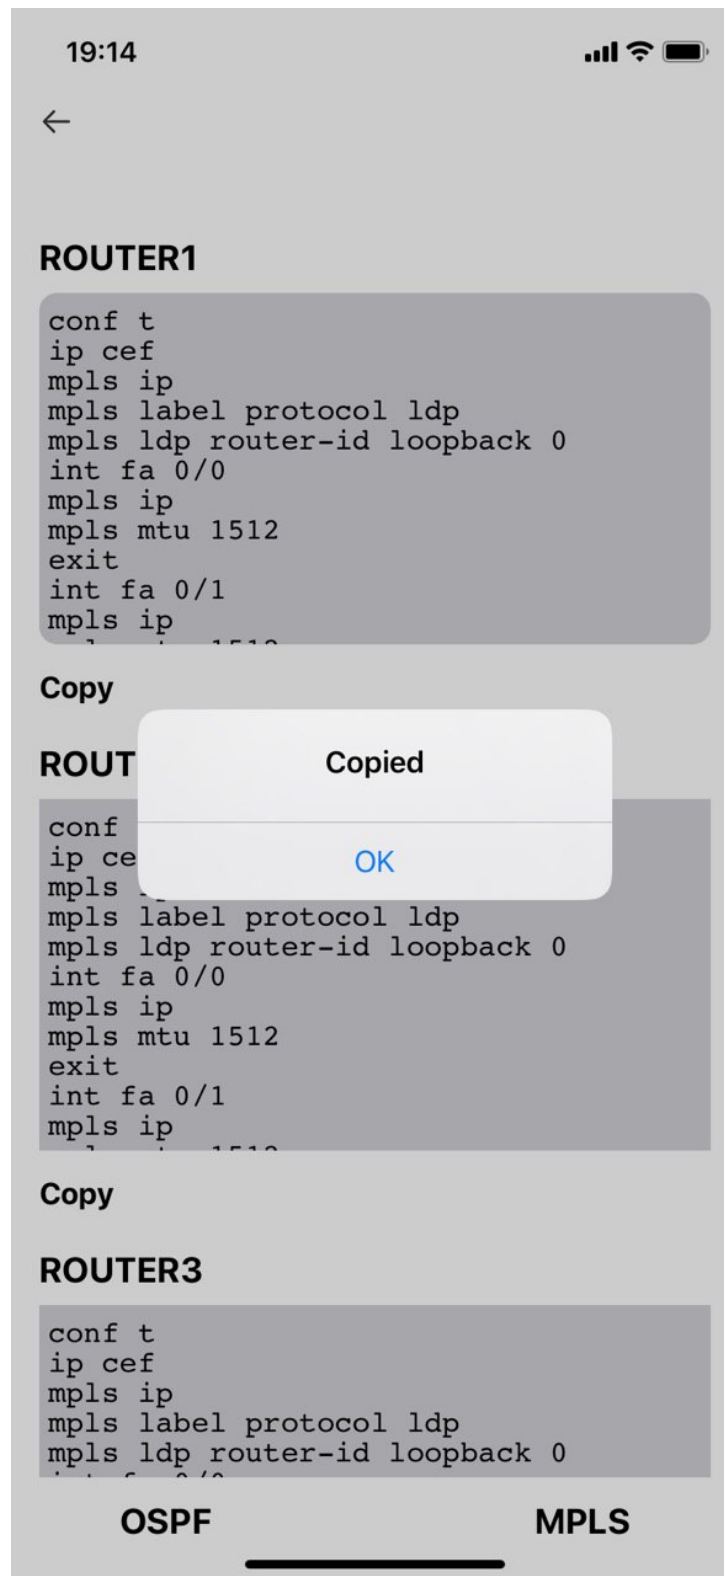 19:14
←
ROUTER1
conf t
ip cef
mpls ip
mpls label protocol ldp
mpls ldp router-id loopback 0
int fa 0/0
mpls ip
mpls mtu 1512
exit
int fa 0/1
mpls ip
Copy
ROUT
Copied
OK
conf
ip ce
mpls
mpls label protocol ldp
mpls ldp router-id loopback 0
int fa 0/0
mpls ip
mpls mtu 1512
exit
int fa 0/1
mpls ip
Copy
ROUTER3
conf t
ip cef
mpls ip
mpls label protocol ldp
mpls ldp router-id loopback 0
OSPF MPLS